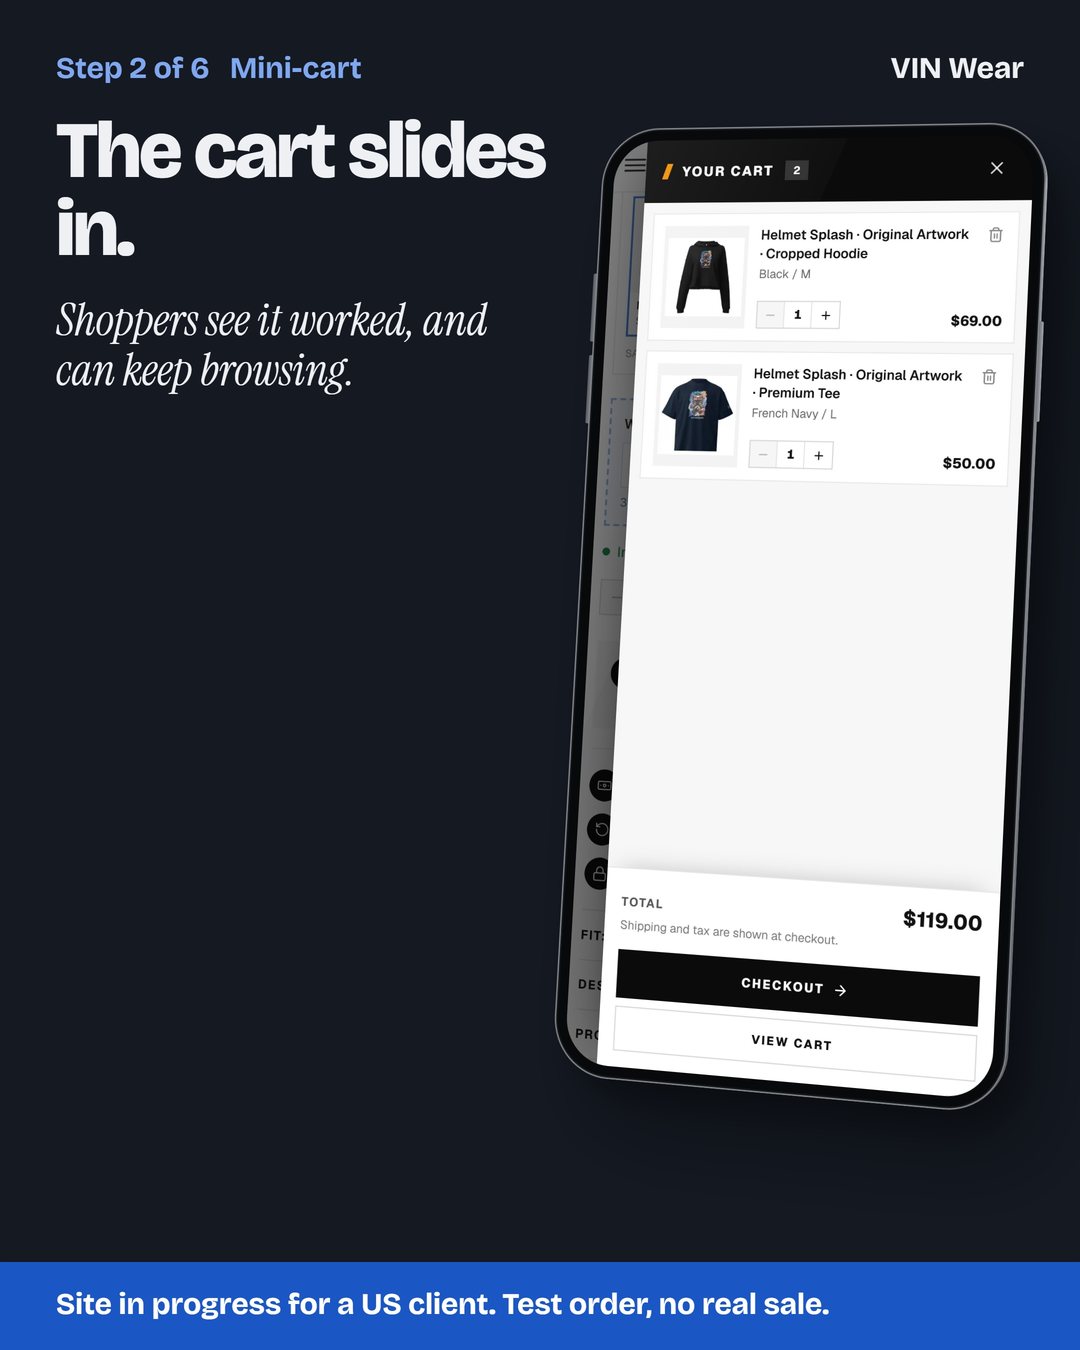 Step 2 of 6 Mini-cart
VIN Wear
The cart slides
in.
Shoppers see it worked, and
can keep browsing.
YOUR CART 2
Helmet Splash · Original Artwork
· Cropped Hoodie
Black / M
1
$69.00
Helmet Splash · Original Artwork
· Premium Tee
French Navy / L
1
$50.00
TOTAL
$119.00
Shipping and tax are shown at checkout.
CHECKOUT →
VIEW CART
Site in progress for a US client. Test order, no real sale.